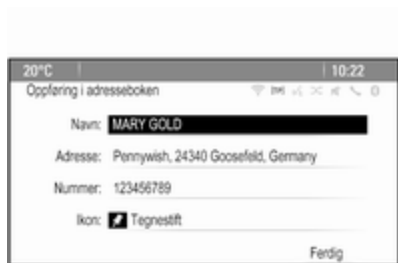 20°C 10:22
Oppføring i adresseboken
Navn: MARY GOLD
Adresse: Pennywish, 24340 Goosefeld, Germany
Nummer: 123456789
Ikon: Tegnestift
Ferdig